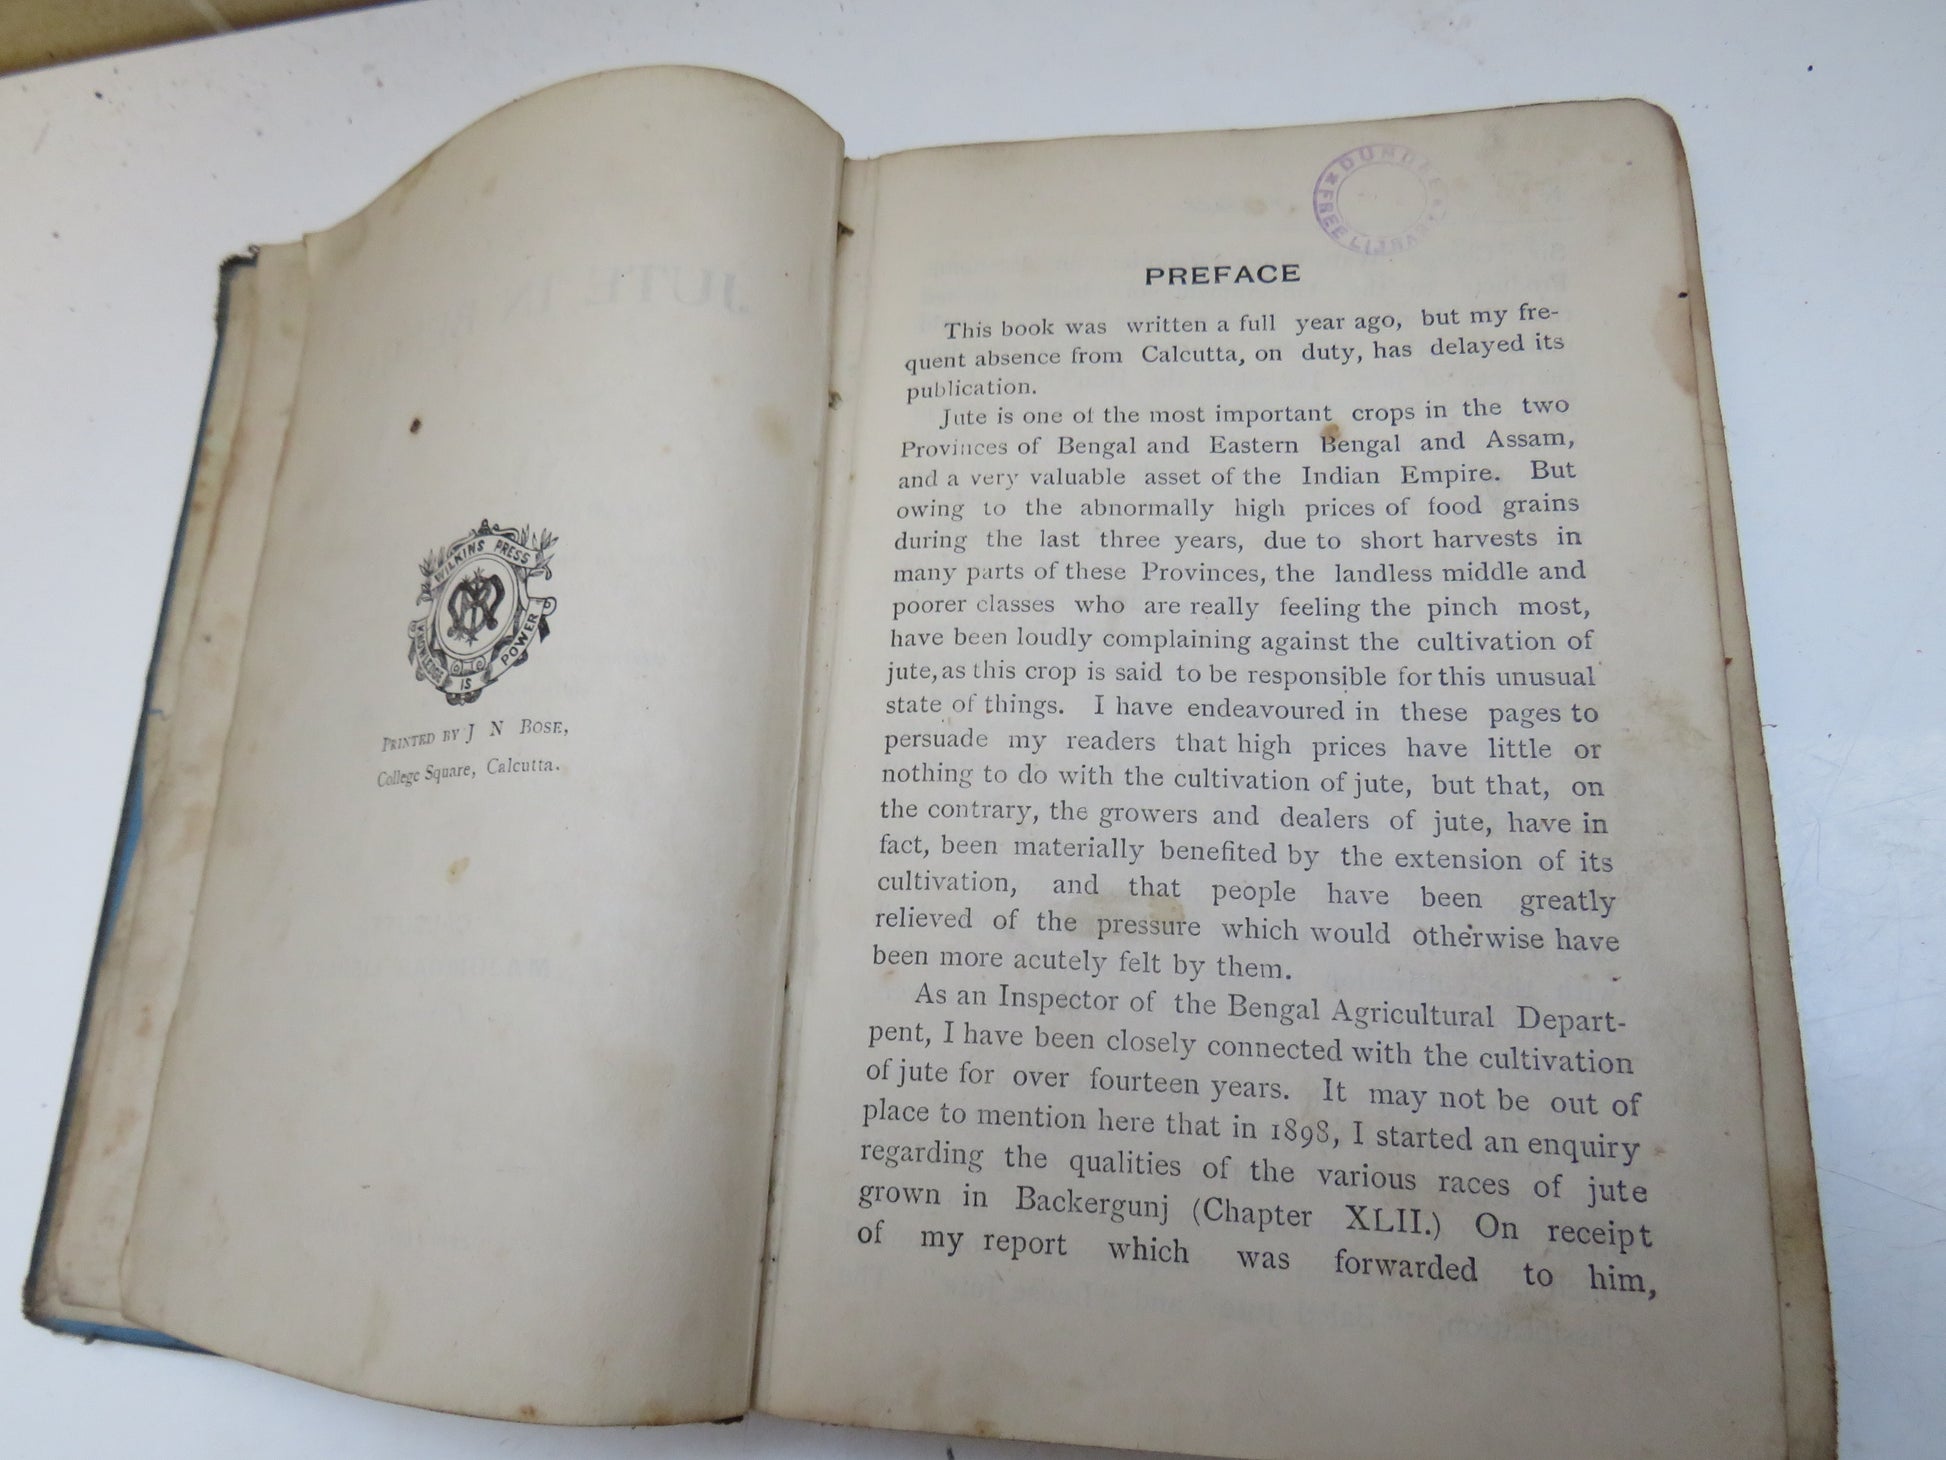 WILKINS PRESS
KNOWLEDGE IS POWER
PRINTED BY J N BOSE,
College Square, Calcutta.
DUNDEE
FREE LIBRARY
PREFACE
This book was written a full year ago, but my fre-
quent absence from Calcutta, on duty, has delayed its
publication.
Jute is one of the most important crops in the two
Provinces of Bengal and Eastern Bengal and Assam,
and a very valuable asset of the Indian Empire. But
owing to the abnormally high prices of food grains
during the last three years, due to short harvests in
many parts of these Provinces, the landless middle and
poorer classes who are really feeling the pinch most,
have been loudly complaining against the cultivation of
jute, as this crop is said to be responsible for this unusual
state of things. I have endeavoured in these pages to
persuade my readers that high prices have little or
nothing to do with the cultivation of jute, but that, on
the contrary, the growers and dealers of jute, have in
fact, been materially benefited by the extension of its
cultivation, and that people have been greatly
relieved of the pressure which would otherwise have
been more acutely felt by them.
As an Inspector of the Bengal Agricultural Depart-
pent, I have been closely connected with the cultivation
of jute for over fourteen years. It may not be out of
place to mention here that in 1898, I started an enquiry
regarding the qualities of the various races of jute
grown in Backergunj (Chapter XLII.) On receipt
of my report which was forwarded to him,